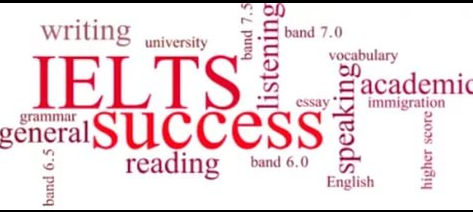 writing
university
band 7.5
listening
band 7.0
vocabulary
IELTS
speaking
academic
essay
immigration
grammar
general
success
higher score
reading
band 6.0
band 6.5
English